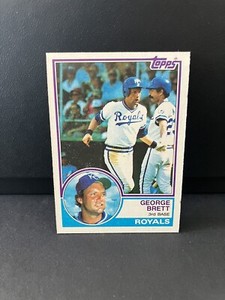 Topps
Royals
GEORGE
BRETT
3rd BASE
ROYALS